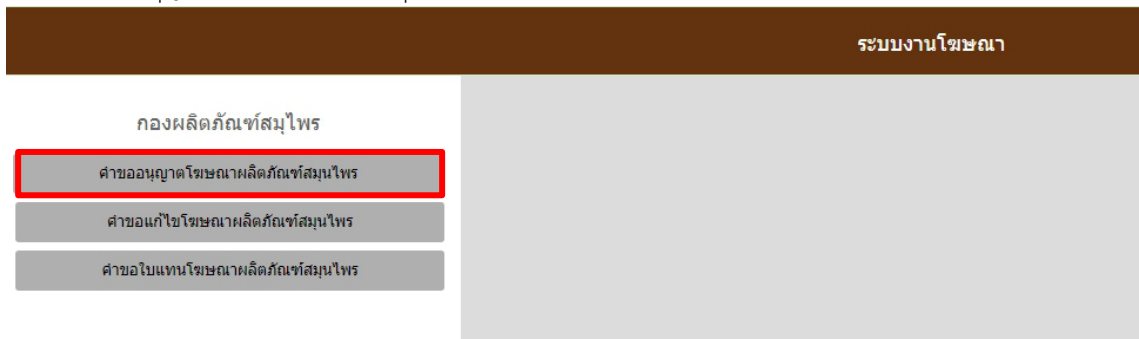 ระบบงานโฆษณา
กองผลิตภัณฑ์สมุไพร
คำขออนุญาตโฆษณาผลิตภัณฑ์สมุนไพร
คำขอแก้ไขโฆษณาผลิตภัณฑ์สมุนไพร
คำขอใบแทนโฆษณาผลิตภัณฑ์สมุนไพร